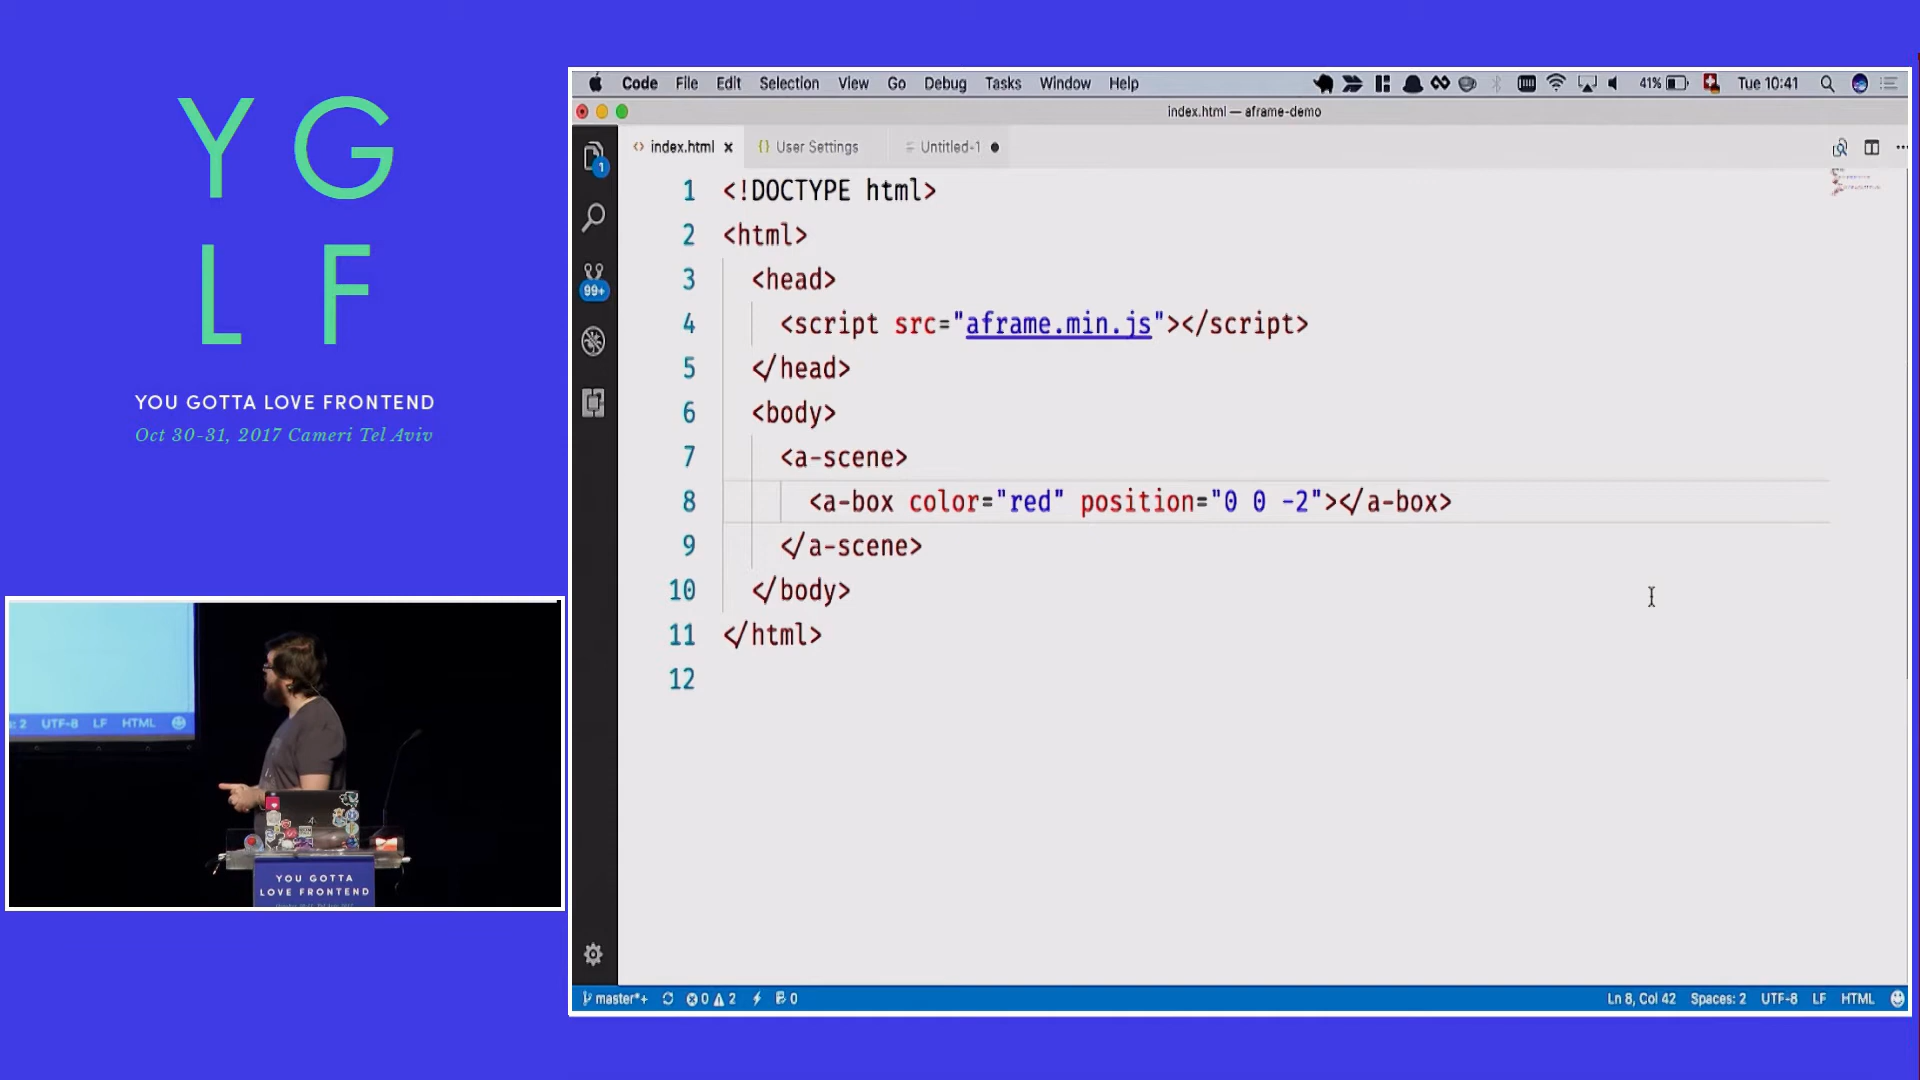 Y G
L F
YOU GOTTA LOVE FRONTEND
Oct 30-31, 2017 Cameri Tel Aviv
Code File Edit Selection View Go Debug Tasks Window Help 41% Tue 10:41
index.html — aframe-demo
index.html User Settings Untitled-1
1 <!DOCTYPE html>
2 <html>
3 <head>
4 <script src="aframe.min.js"></script>
5 </head>
6 <body>
7 <a-scene>
8 <a-box color="red" position="0 0 -2"></a-box>
9 </a-scene>
10 </body>
11 </html>
12
1
99+
master*+ 0 2 0 Ln 8, Col 42 Spaces: 2 UTF-8 LF HTML
: 2 UTF-8 LF HTML
YOU GOTTA
LOVE FRONTEND